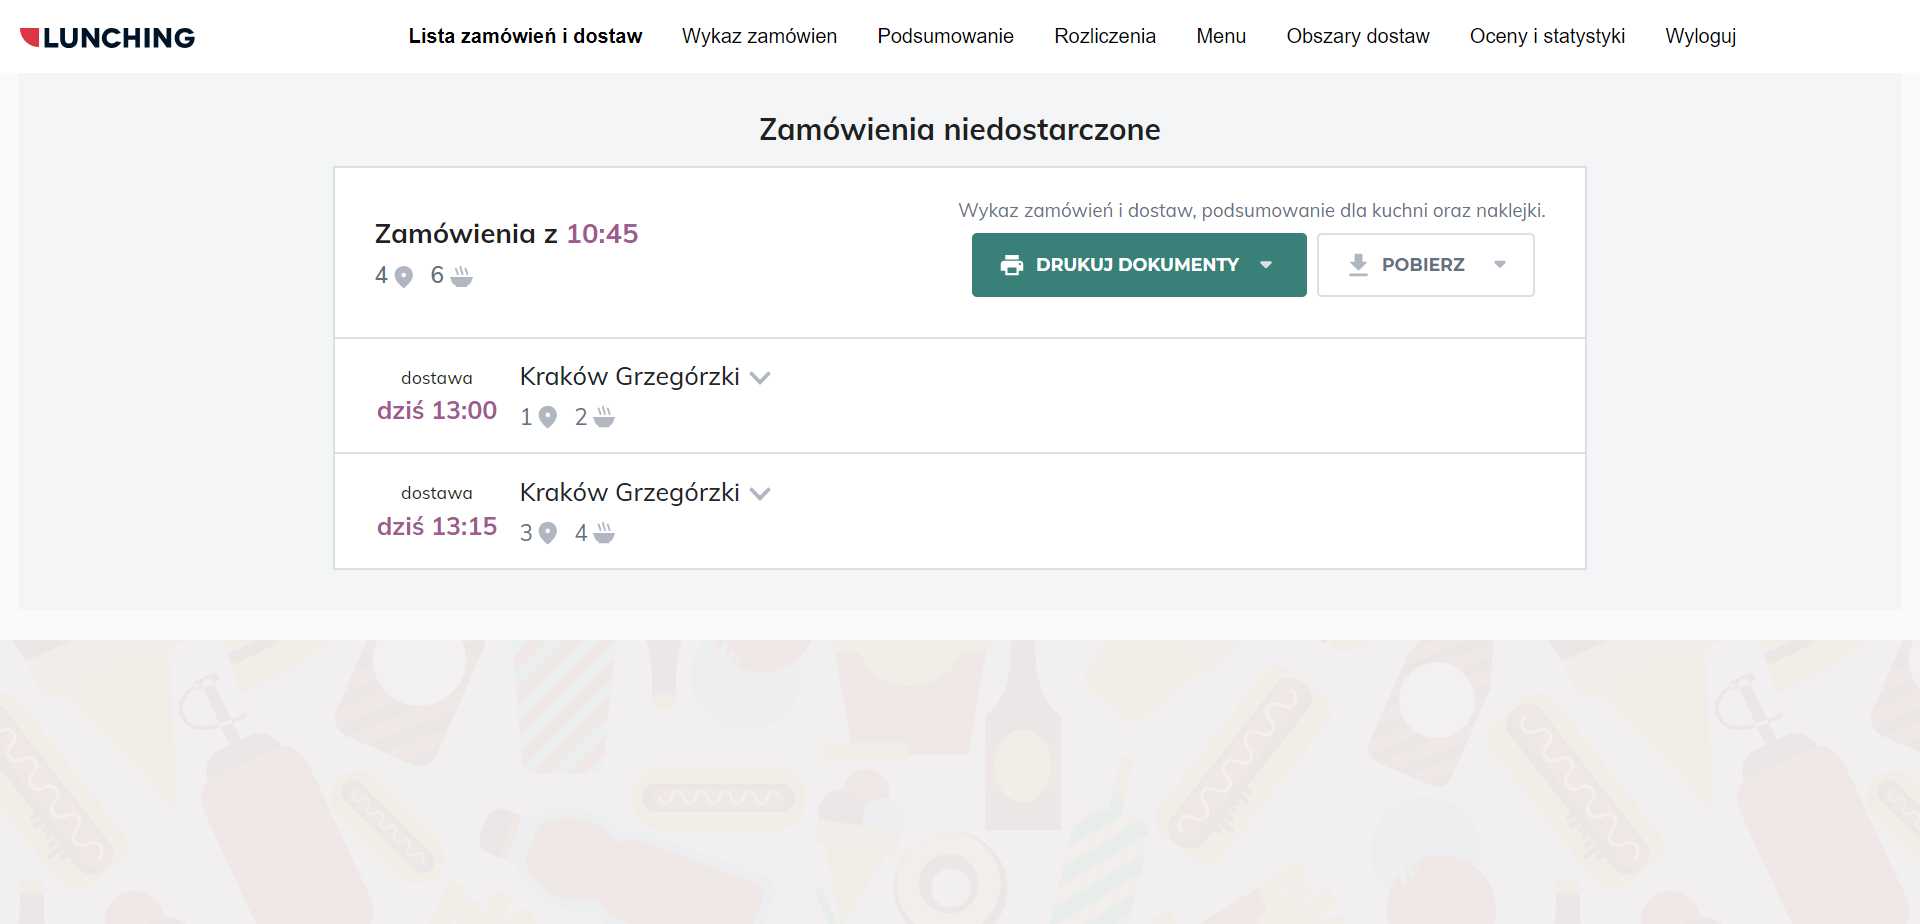 LUNCHING
Lista zamówień i dostaw Wykaz zamówien Podsumowanie Rozliczenia Menu Obszary dostaw Oceny i statystyki Wyloguj
Zamówienia niedostarczone
Wykaz zamówień i dostaw, podsumowanie dla kuchni oraz naklejki.
Zamówienia z 10:45
4 6
DRUKUJ DOKUMENTY
POBIERZ
dostawa
dziś 13:00
Kraków Grzegórzki
1 2
dostawa
dziś 13:15
Kraków Grzegórzki
3 4